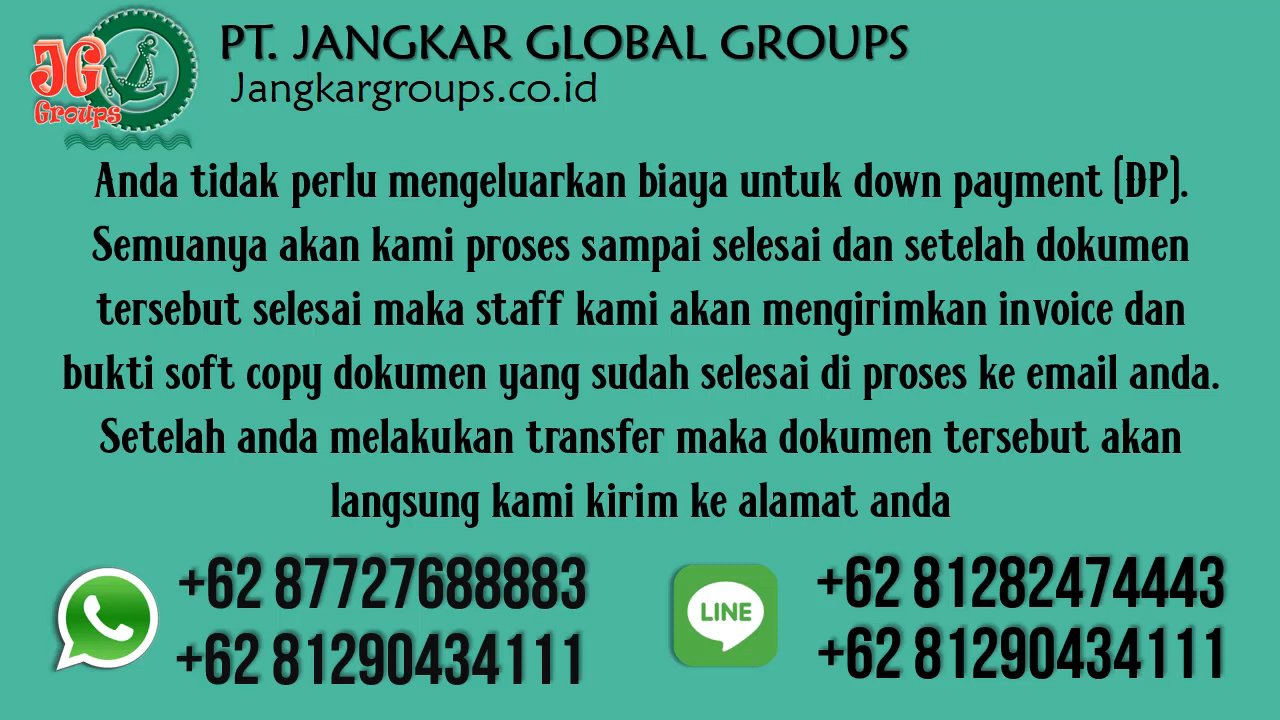 JG
Groups
PT. JANGKAR GLOBAL GROUPS
Jangkargroups.co.id
Anda tidak perlu mengeluarkan biaya untuk down payment (DP).
Semuanya akan kami proses sampai selesai dan setelah dokumen
tersebut selesai maka staff kami akan mengirimkan invoice dan
bukti soft copy dokumen yang sudah selesai di proses ke email anda.
Setelah anda melakukan transfer maka dokumen tersebut akan
langsung kami kirim ke alamat anda
+62 87727688883
+62 81290434111
LINE
+62 81282474443
+62 81290434111